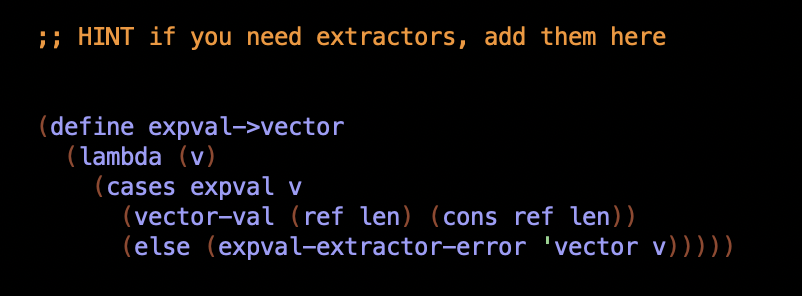 ;; HINT if you need extractors, add them here
(define expval->vector
(lambda (v)
(cases expval v
(vector-val (ref len) (cons ref len))
(else (expval-extractor-error 'vector v)))))